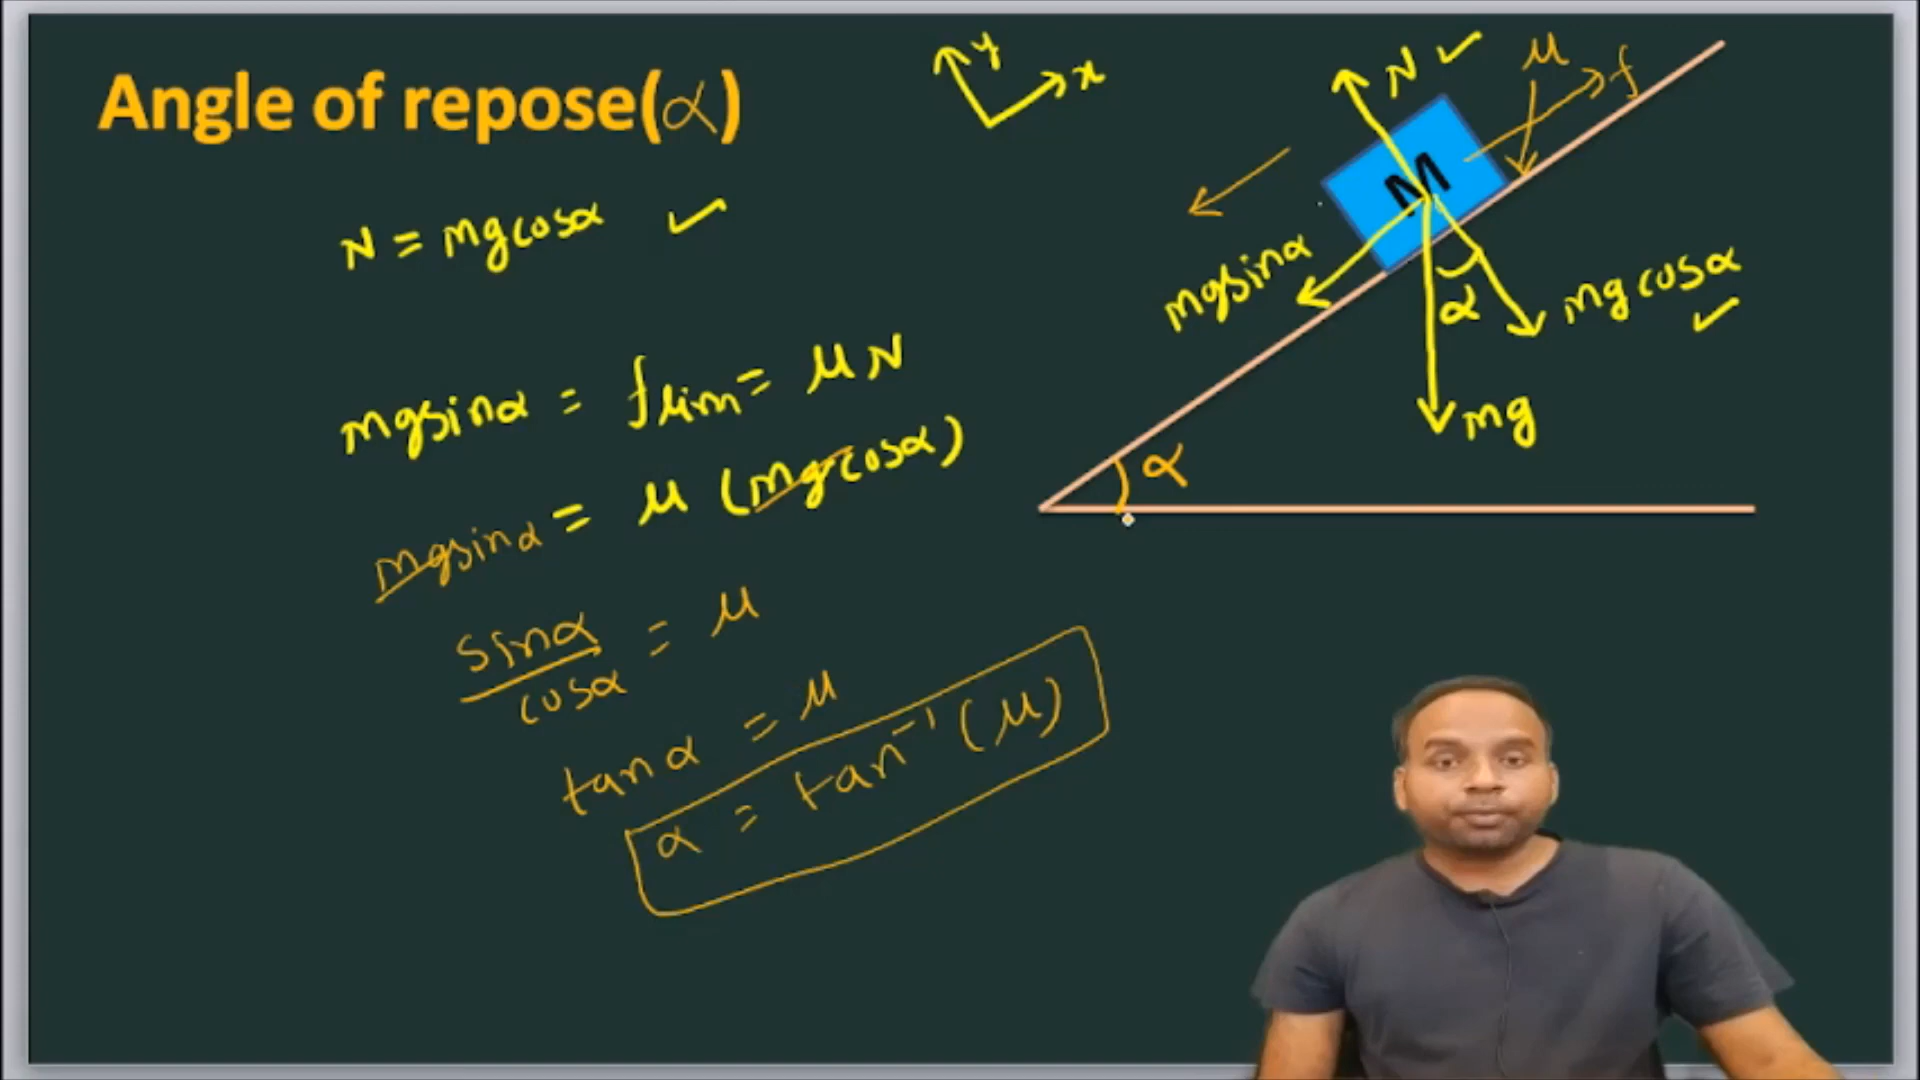 Angle of repose(α)
N = mgcosα
mgsinα = flim = μN
mgsinα = μ (mgcosα)
sinα
cosα
= μ
tanα = μ
α = tan⁻¹ (μ)
y
x
N
μ
f
M
mgsinα
α
mgcosα
mg
α